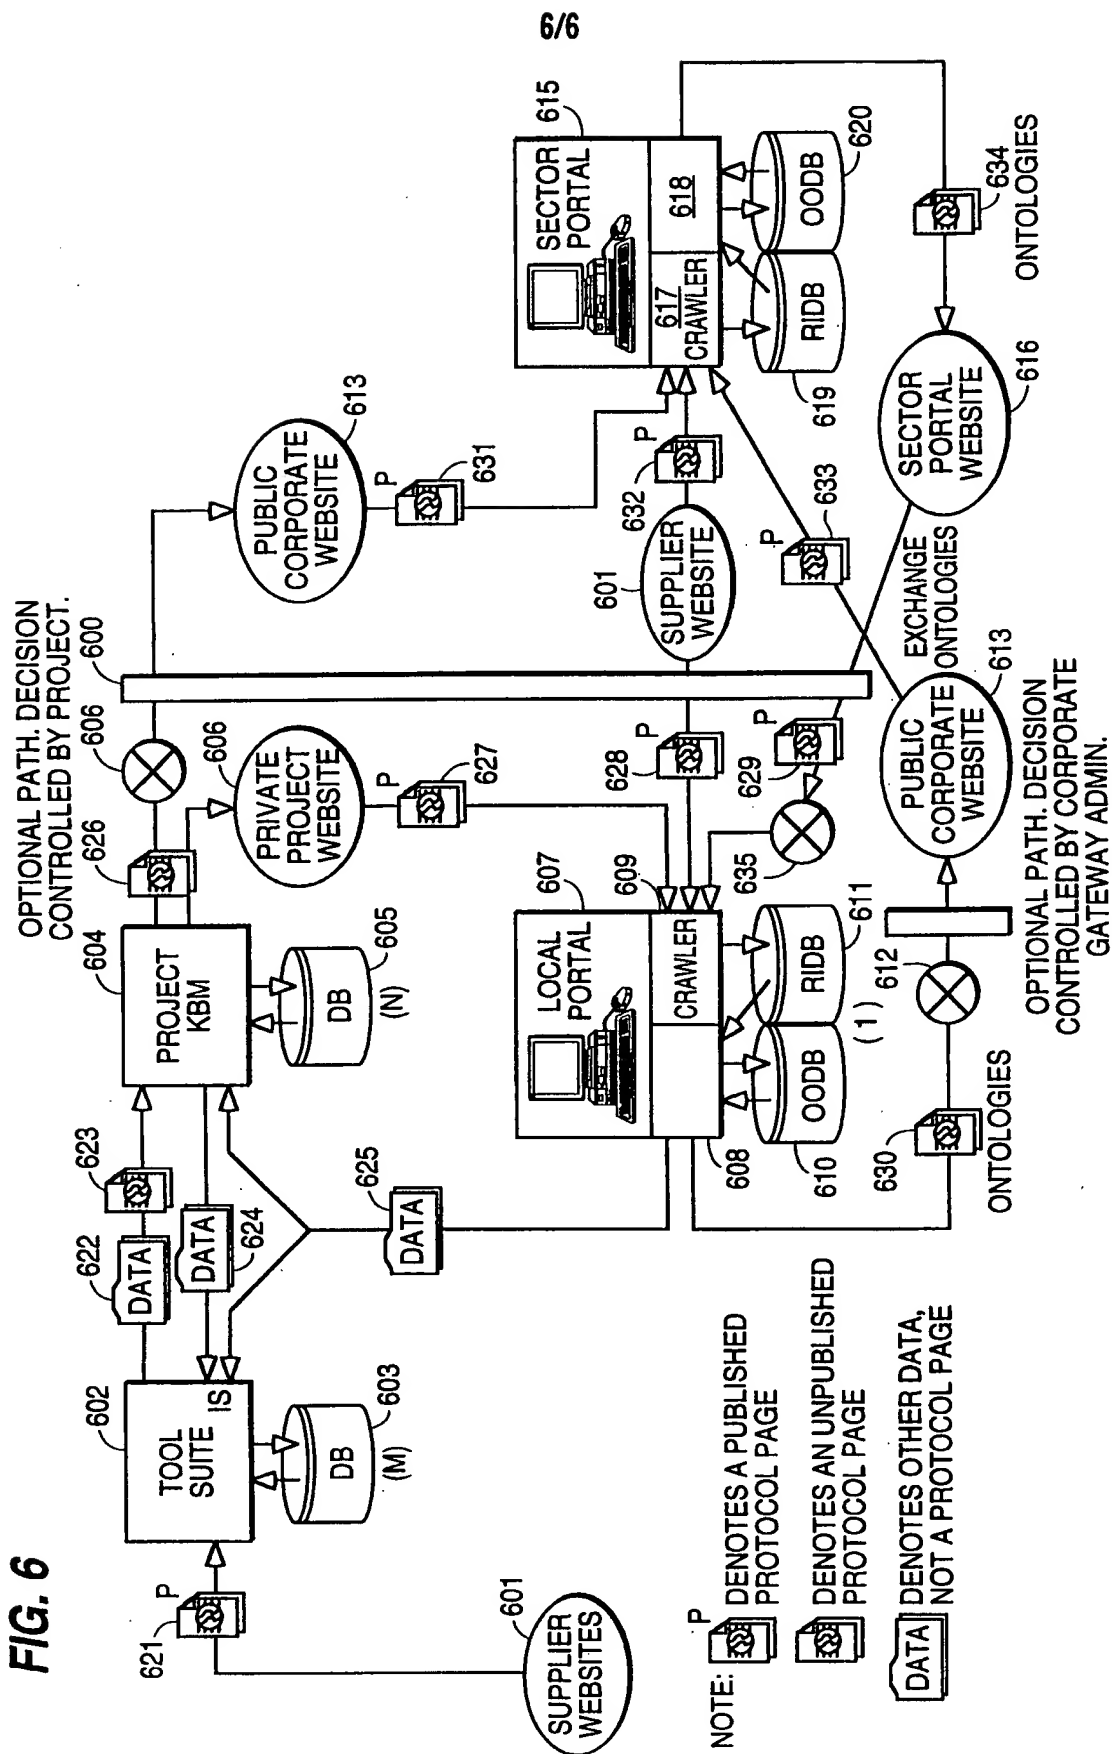 9/9
FIG. 6
OPTIONAL PATH. DECISION
CONTROLLED BY PROJECT.
600
606
626
604
PROJECT
KBM
623
622
DATA
DATA
624
602
TOOL
SUITE
IS
603
DB
(M)
621
P
601
SUPPLIER
WEBSITES
605
DB
(N)
606
PRIVATE
PROJECT
WEBSITE
P
627
613
PUBLIC
CORPORATE
WEBSITE
P
631
625
DATA
607
LOCAL
PORTAL
609
CRAWLER
608
OODB
610
RIDB
611
(1)
P
628
P
629
635
601
SUPPLIER
WEBSITE
P
632
615
SECTOR
PORTAL
617
CRAWLER
618
RIDB
619
OODB
620
P
633
634
ONTOLOGIES
SECTOR
PORTAL
WEBSITE
616
EXCHANGE
ONTOLOGIES
613
PUBLIC
CORPORATE
WEBSITE
612
630
ONTOLOGIES
OPTIONAL PATH. DECISION
CONTROLLED BY CORPORATE
GATEWAY ADMIN.
NOTE:
P
DENOTES A PUBLISHED
PROTOCOL PAGE
DENOTES AN UNPUBLISHED
PROTOCOL PAGE
DATA
DENOTES OTHER DATA,
NOT A PROTOCOL PAGE